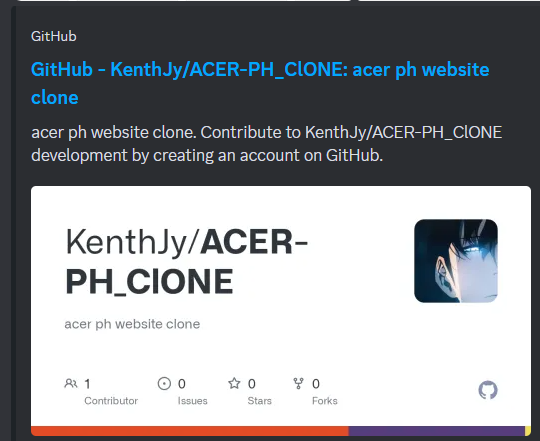 GitHub
GitHub - KenthJy/ACER-PH_ClONE: acer ph website
clone
acer ph website clone. Contribute to KenthJy/ACER-PH_ClONE
development by creating an account on GitHub.
KenthJy/ACER-
PH_ClONE
acer ph website clone
1 0 0 0
Contributor Issues Stars Forks